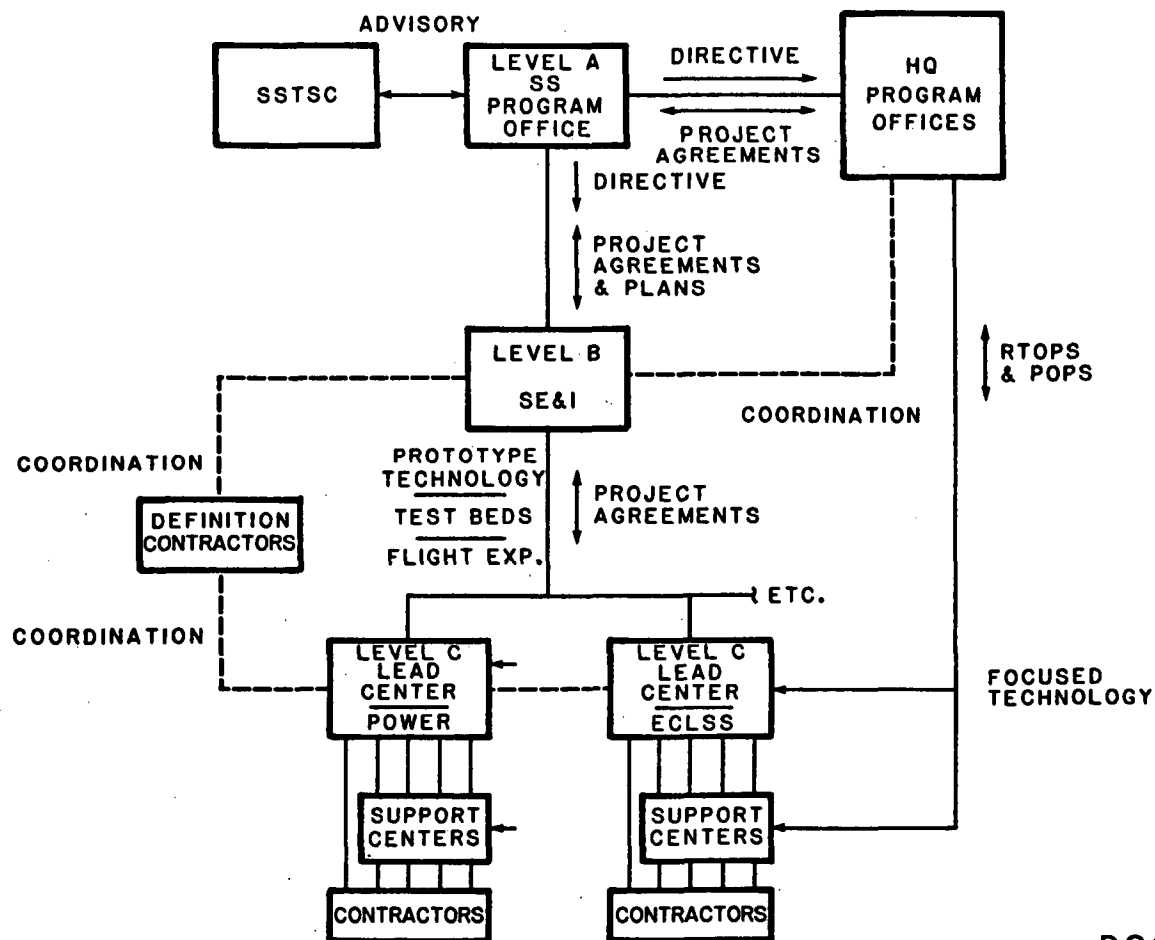 ADVISORY
SSTSC
LEVEL A
SS
PROGRAM
OFFICE
DIRECTIVE
PROJECT
AGREEMENTS
HQ
PROGRAM
OFFICES
DIRECTIVE
PROJECT
AGREEMENTS
& PLANS
LEVEL B
SE&I
RTOPS
& POPS
COORDINATION
COORDINATION
DEFINITION
CONTRACTORS
PROTOTYPE
TECHNOLOGY
TEST BEDS
FLIGHT EXP.
PROJECT
AGREEMENTS
ETC.
COORDINATION
LEVEL C
LEAD
CENTER
POWER
LEVEL C
LEAD
CENTER
ECLSS
FOCUSED
TECHNOLOGY
SUPPORT
CENTERS
SUPPORT
CENTERS
CONTRACTORS
CONTRACTORS